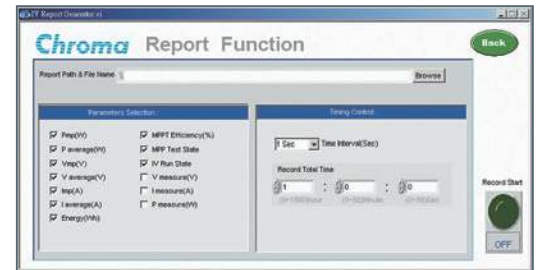 IV Report Generator.vi
Chroma Report Function
Back
Report Path & File Name
Browse
Parameters Selection :
Timing Control
Pmp(W)
MPPT Efficiency(%)
P average(W)
MPP Test State
Vmp(V)
IV Run State
V average(V)
V measure(V)
Imp(A)
I measure(A)
I average(A)
P measure(W)
Energy(Wh)
1 Sec Time Interval(Sec)
Record Total Time
1 : 0 : 0
Record Start
OFF